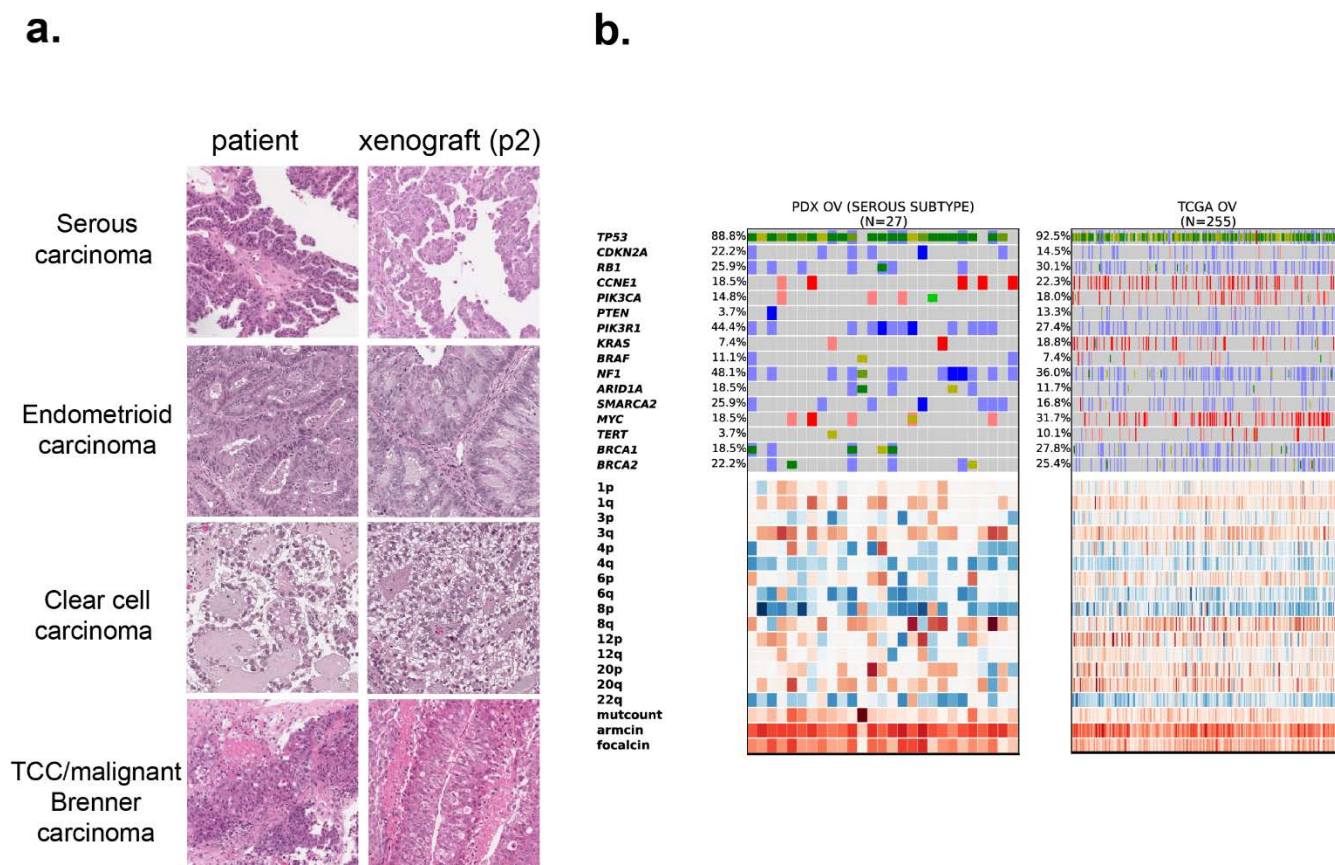 a.
b.
patient xenograft (p2)
Serous
carcinoma
Endometrioid
carcinoma
Clear cell
carcinoma
TCC/malignant
Brenner
carcinoma
PDX OV (SEROUS SUBTYPE)
(N=27)
TCGA OV
(N=255)
TP53 88.8% 92.5%
CDKN2A 22.2% 14.5%
RB1 25.9% 30.1%
CCNE1 18.5% 22.3%
PIK3CA 14.8% 18.0%
PTEN 3.7% 13.3%
PIK3R1 44.4% 27.4%
KRAS 7.4% 18.8%
BRAF 11.1% 7.4%
NF1 48.1% 36.0%
ARID1A 18.5% 11.7%
SMARCA2 25.9% 16.8%
MYC 18.5% 31.7%
TERT 3.7% 10.1%
BRCA1 18.5% 27.8%
BRCA2 22.2% 25.4%
1p
1q
3p
3q
4p
4q
6p
6q
8p
8q
12p
12q
20p
20q
22q
mutcount
armcin
focalcin